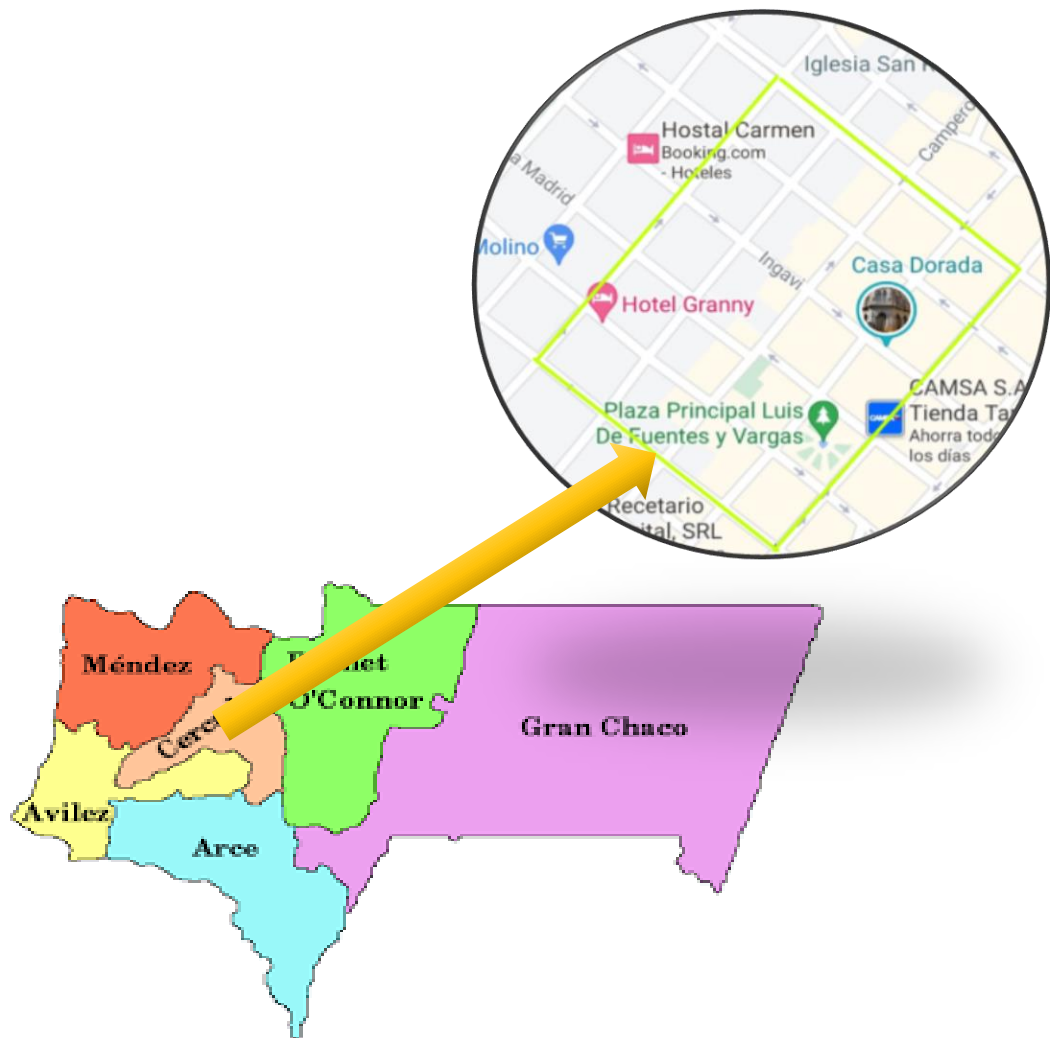 Iglesia San
Campero
Hostal Carmen
Booking.com
- Hoteles
a Madrid
Molino
Ingavi
Casa Dorada
Hotel Granny
CAMSA S.A
Tienda Ta
Ahorra todo
los días
Plaza Principal Luis
De Fuentes y Vargas
Recetario
ital, SRL
Méndez
O'Connor
Gran Chaco
Avilez
Arce